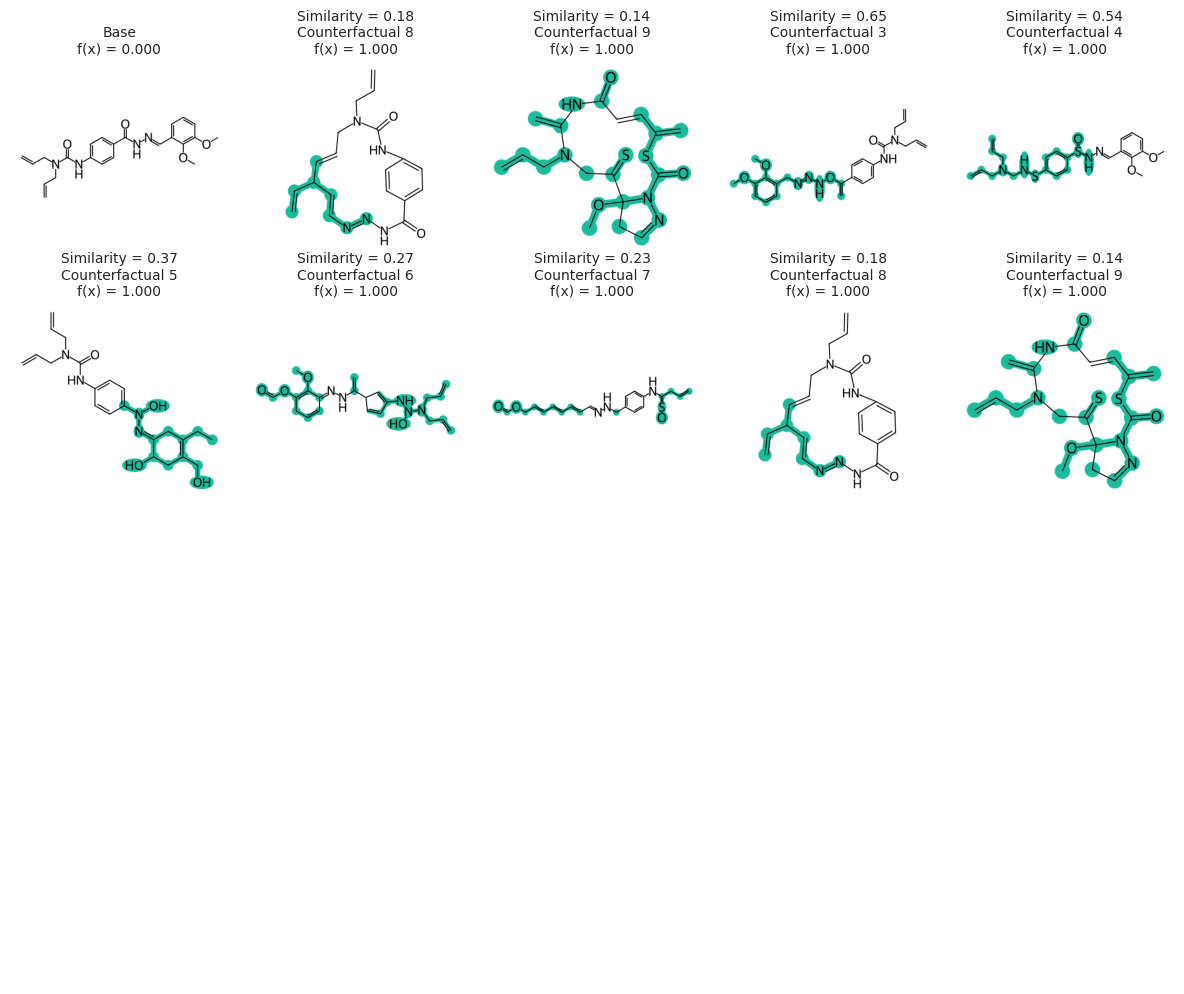 Base
f(x) = 0.000
Similarity = 0.18
Counterfactual 8
f(x) = 1.000
Similarity = 0.14
Counterfactual 9
f(x) = 1.000
Similarity = 0.65
Counterfactual 3
f(x) = 1.000
Similarity = 0.54
Counterfactual 4
f(x) = 1.000
Similarity = 0.37
Counterfactual 5
f(x) = 1.000
Similarity = 0.27
Counterfactual 6
f(x) = 1.000
Similarity = 0.23
Counterfactual 7
f(x) = 1.000
Similarity = 0.18
Counterfactual 8
f(x) = 1.000
Similarity = 0.14
Counterfactual 9
f(x) = 1.000